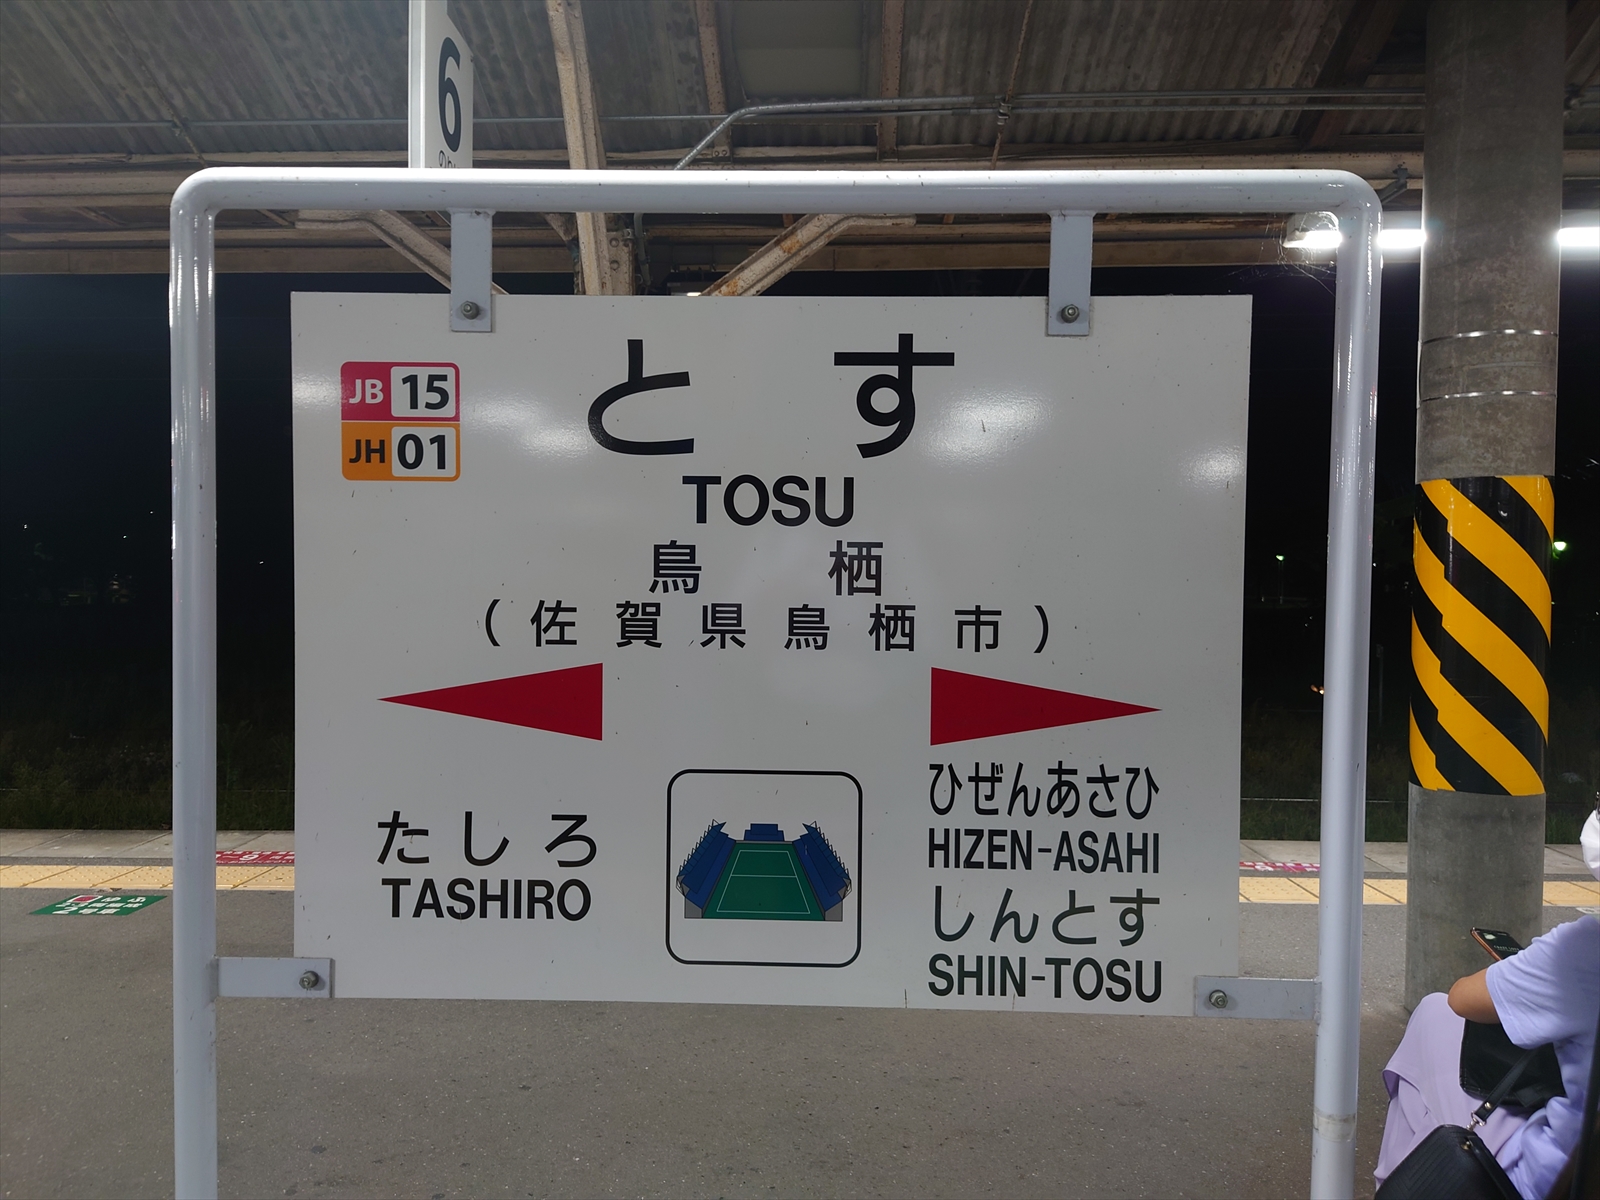 6
JB 15
JH 01
とす
TOSU
鳥栖
(佐賀県鳥栖市)
たしろ
TASHIRO
ひぜんあさひ
HIZEN-ASAHI
しんとす
SHIN-TOSU